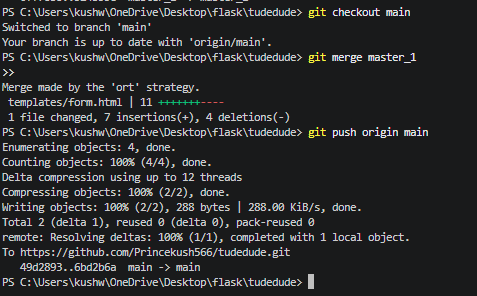 PS C:\Users\kushw\OneDrive\Desktop\flask\tudedude> git checkout main
Switched to branch 'main'
Your branch is up to date with 'origin/main'.
PS C:\Users\kushw\OneDrive\Desktop\flask\tudedude> git merge master_1
>>
Merge made by the 'ort' strategy.
 templates/form.html | 11 +++++++----
 1 file changed, 7 insertions(+), 4 deletions(-)
PS C:\Users\kushw\OneDrive\Desktop\flask\tudedude> git push origin main
Enumerating objects: 4, done.
Counting objects: 100% (4/4), done.
Delta compression using up to 12 threads
Compressing objects: 100% (2/2), done.
Writing objects: 100% (2/2), 288 bytes | 288.00 KiB/s, done.
Total 2 (delta 1), reused 0 (delta 0), pack-reused 0
remote: Resolving deltas: 100% (1/1), completed with 1 local object.
To https://github.com/Princekush566/tudedude.git
   49d2893..6bd2b6a  main -> main
PS C:\Users\kushw\OneDrive\Desktop\flask\tudedude>